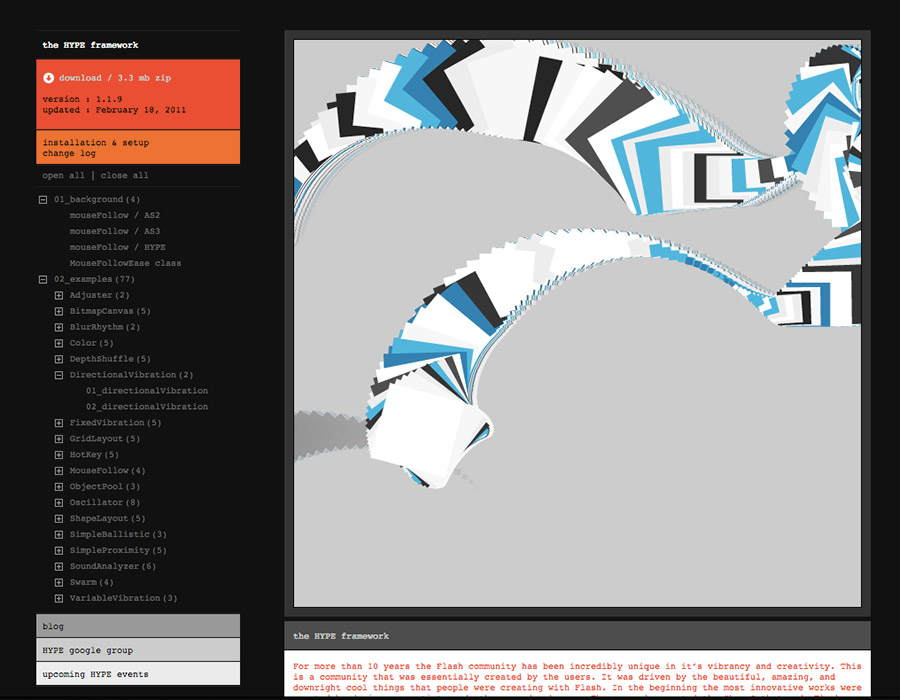 the HYPE framework
download / 3.3 mb zip
version : 1.1.9
updated : February 18, 2011
installation & setup
change log
open all | close all
01_background (4)
mouseFollow / AS2
mouseFollow / AS3
mouseFollow / HYPE
MouseFollowEase class
02_examples (77)
Adjuster (2)
BitmapCanvas (5)
BlurRhythm (2)
Color (5)
DepthShuffle (5)
DirectionalVibration (2)
01_directionalVibration
02_directionalVibration
FixedVibration (5)
GridLayout (5)
HotKey (5)
MouseFollow (4)
ObjectPool (3)
Oscillator (8)
ShapeLayout (5)
SimpleBallistic (3)
SimpleProximity (5)
SoundAnalyzer (6)
Swarm (4)
VariableVibration (3)
blog
HYPE google group
upcoming HYPE events
the HYPE framework
For more than 10 years the Flash community has been incredibly unique in it's vibrancy and creativity. This
is a community that was essentially created by the users. It was driven by the beautiful, amazing, and
downright cool things that people were creating with Flash. In the beginning the most innovative works were